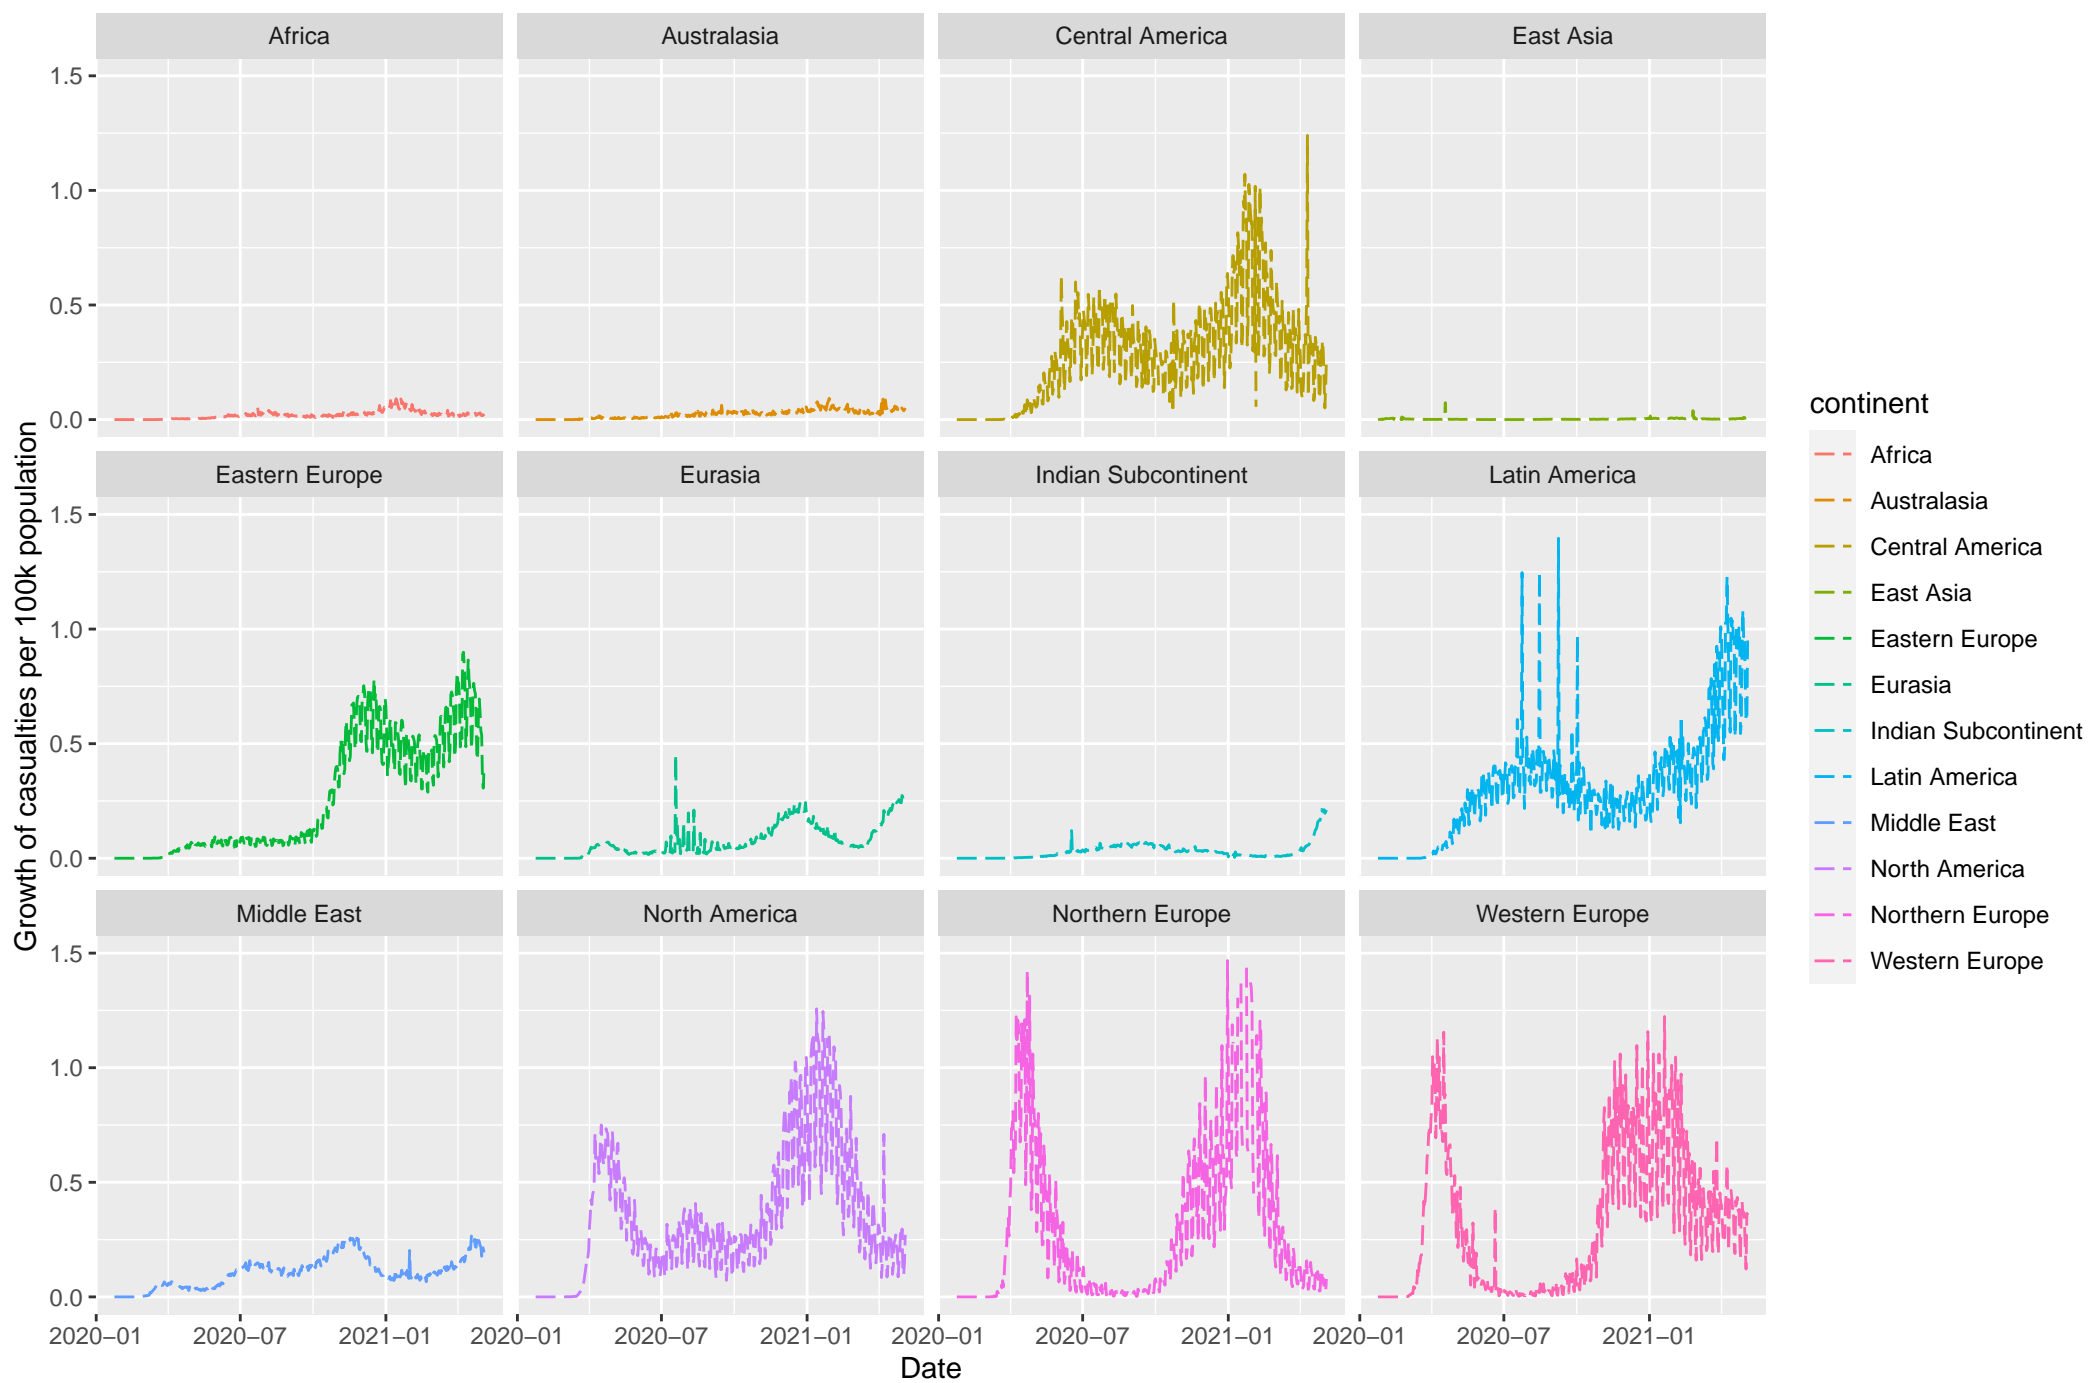 Africa
Australasia
Central America
East Asia
1.5
1.0
0.5
0.0
Eastern Europe
Eurasia
Indian Subcontinent
Latin America
1.5
1.0
0.5
0.0
Middle East
North America
Northern Europe
Western Europe
1.5
1.0
0.5
0.0
2020−01
2020−07
2021−01
2020−01
2020−07
2021−01
2020−01
2020−07
2021−01
2020−01
2020−07
2021−01
Date
Growth of casualties per 100k population
continent
Africa
Australasia
Central America
East Asia
Eastern Europe
Eurasia
Indian Subcontinent
Latin America
Middle East
North America
Northern Europe
Western Europe